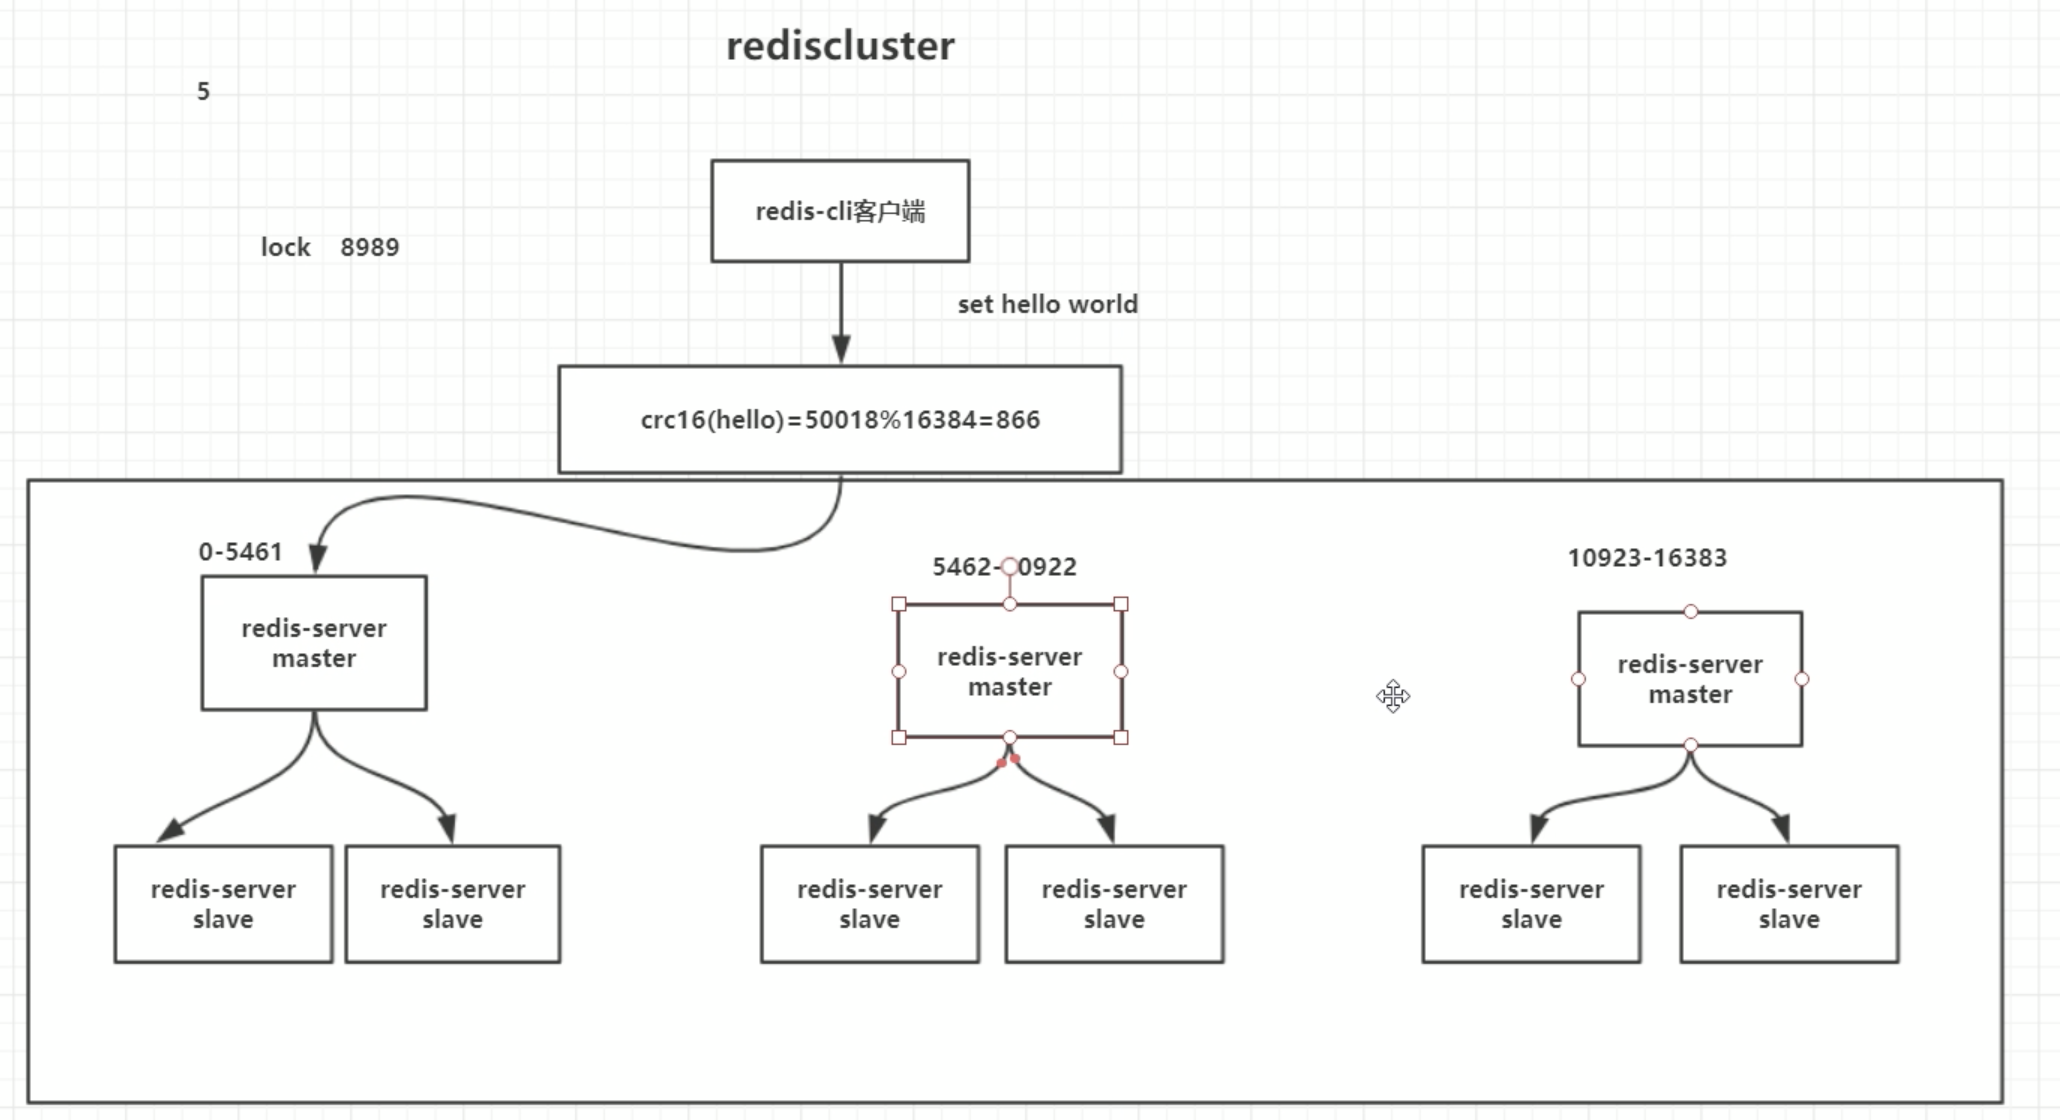 rediscluster
5
redis-cli客户端
lock 8989
set hello world
crc16(hello)=50018%16384=866
0-5461
5462- 0922
10923-16383
redis-server
master
redis-server
master
redis-server
master
redis-server
slave
redis-server
slave
redis-server
slave
redis-server
slave
redis-server
slave
redis-server
slave